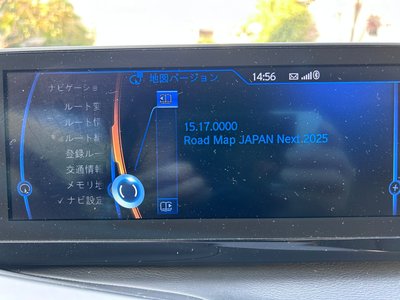 地図バージョン
14:56
ナビゲーショ
ルート変
ルート情
ルート検
登録ルー
交通情報
メモリ地
✓ ナビ設定
15.17.0000
Road Map JAPAN Next 2025